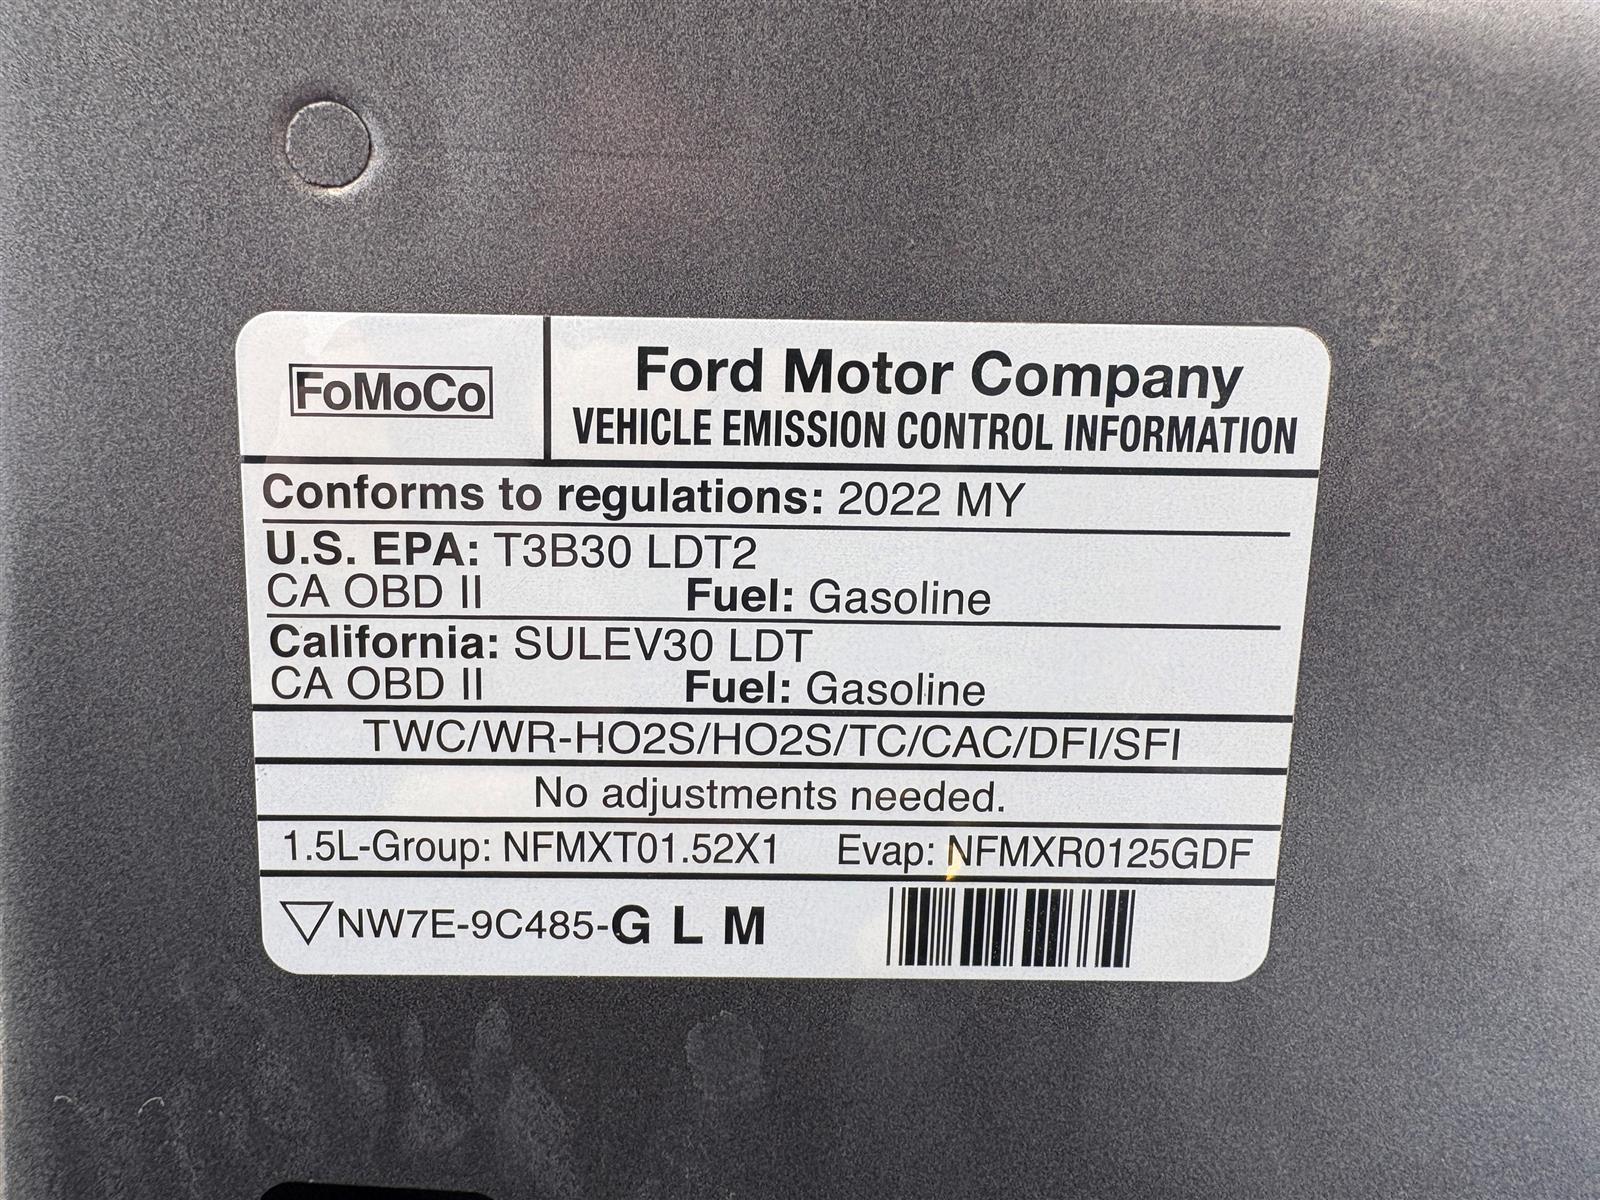 FoMoCo
Ford Motor Company
VEHICLE EMISSION CONTROL INFORMATION
Conforms to regulations: 2022 MY
U.S. EPA: T3B30 LDT2
CA OBD II Fuel: Gasoline
California: SULEV30 LDT
CA OBD II Fuel: Gasoline
TWC/WR-HO2S/HO2S/TC/CAC/DFI/SFI
No adjustments needed.
1.5L-Group: NFMXT01.52X1 Evap: NFMXR0125GDF
NW7E-9C485-G L M